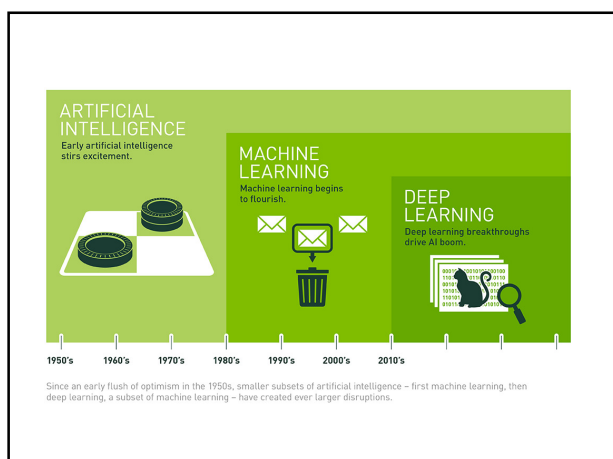 ARTIFICIAL
INTELLIGENCE
Early artificial intelligence
stirs excitement.
MACHINE
LEARNING
Machine learning begins
to flourish.
DEEP
LEARNING
Deep learning breakthroughs
drive AI boom.
1950's 1960's 1970's 1980's 1990's 2000's 2010's
Since an early flush of optimism in the 1950s, smaller subsets of artificial intelligence – first machine learning, then
deep learning, a subset of machine learning – have created ever larger disruptions.